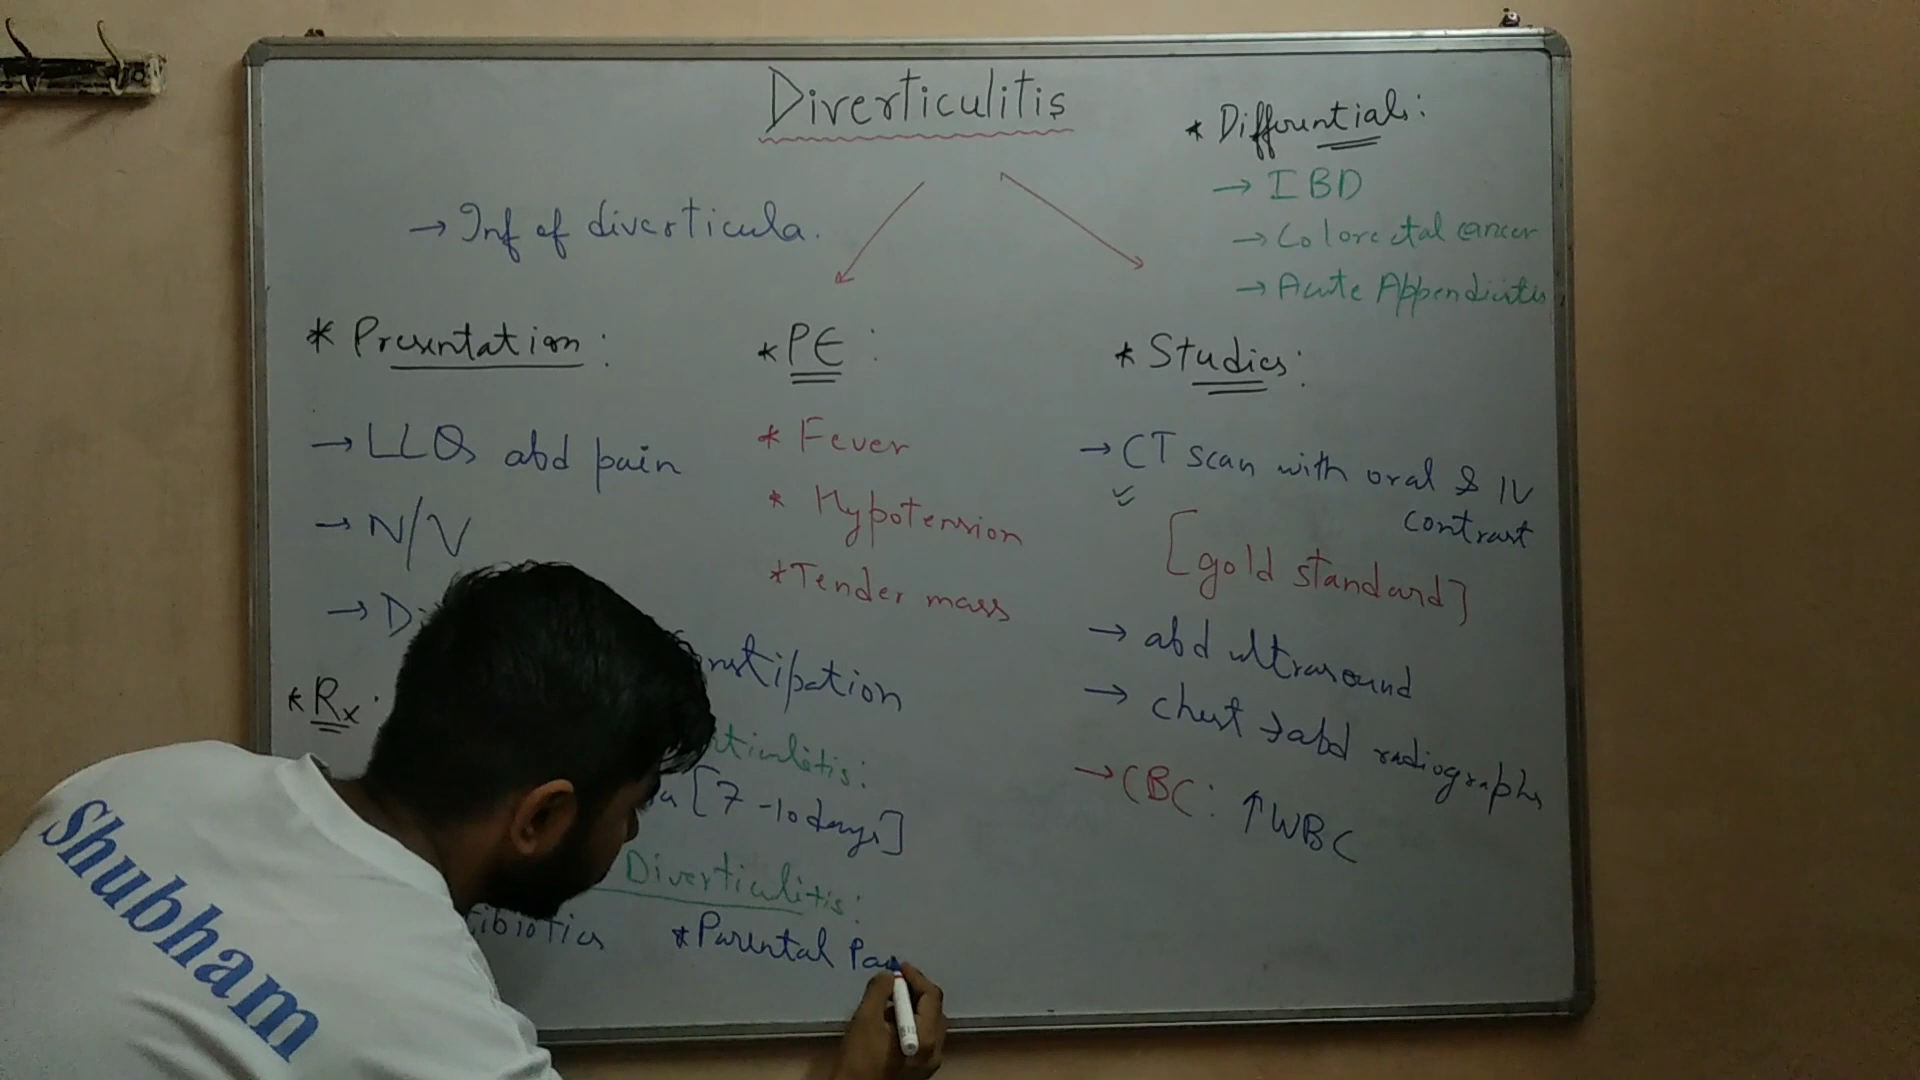 Diverticulitis
→ Inf of diverticula.
* Differentials:
→ IBD
→ Colorectal cancer
→ Acute Appendicitis
* Presentation:
→ LLQ abd pain
→ N/V
→
* Rx
[7-10 days]
Diverticulitis:
* Parental
* PE:
* Fever
* Hypotension
* Tender mass
* Studies:
→ CT scan with oral & IV
contrast
[gold standard]
→ abd ultrasound
→ chest → abd radiographs
→ CBC: ↑WBC
Shubham